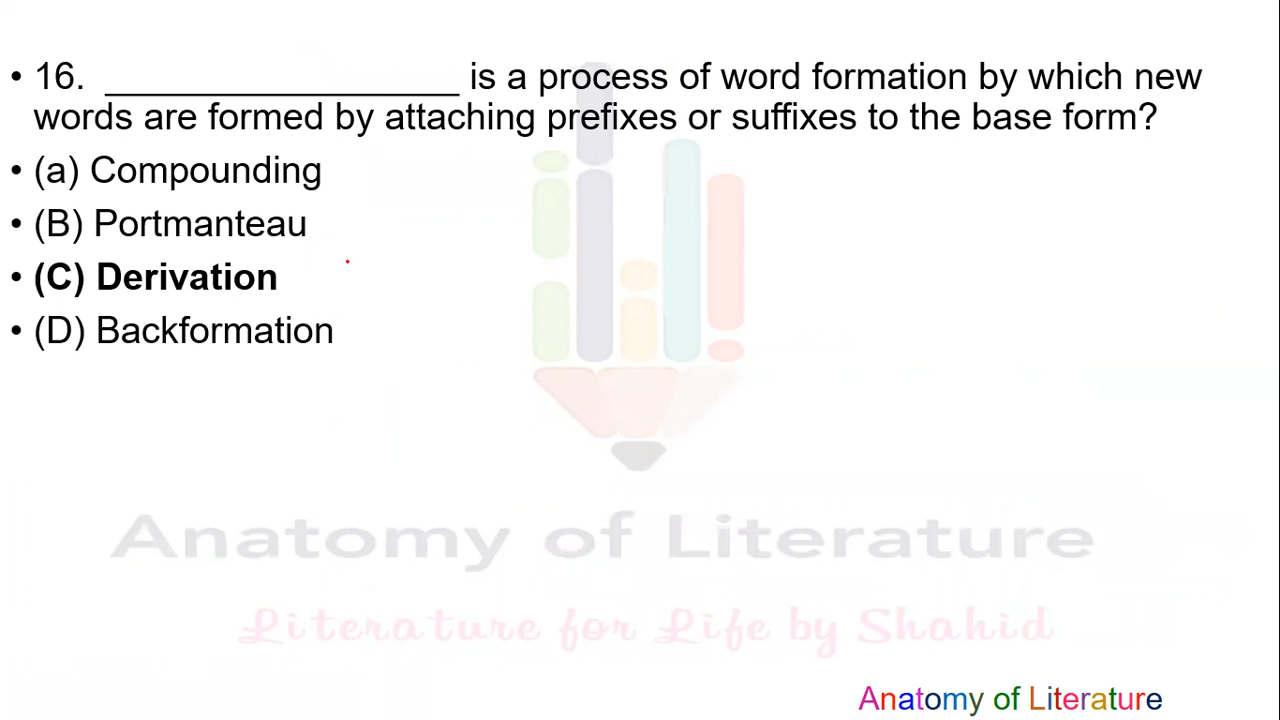 • 16. _________________ is a process of word formation by which new
words are formed by attaching prefixes or suffixes to the base form?
• (a) Compounding
• (B) Portmanteau
• (C) Derivation
• (D) Backformation
Anatomy of Literature
Literature for Life by Shahid
Anatomy of Literature